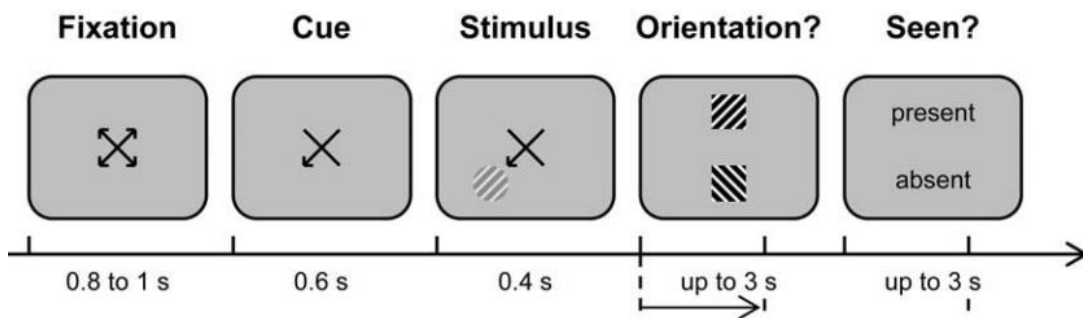 Fixation Cue Stimulus Orientation? Seen?
present
absent
0.8 to 1 s 0.6 s 0.4 s up to 3 s up to 3 s